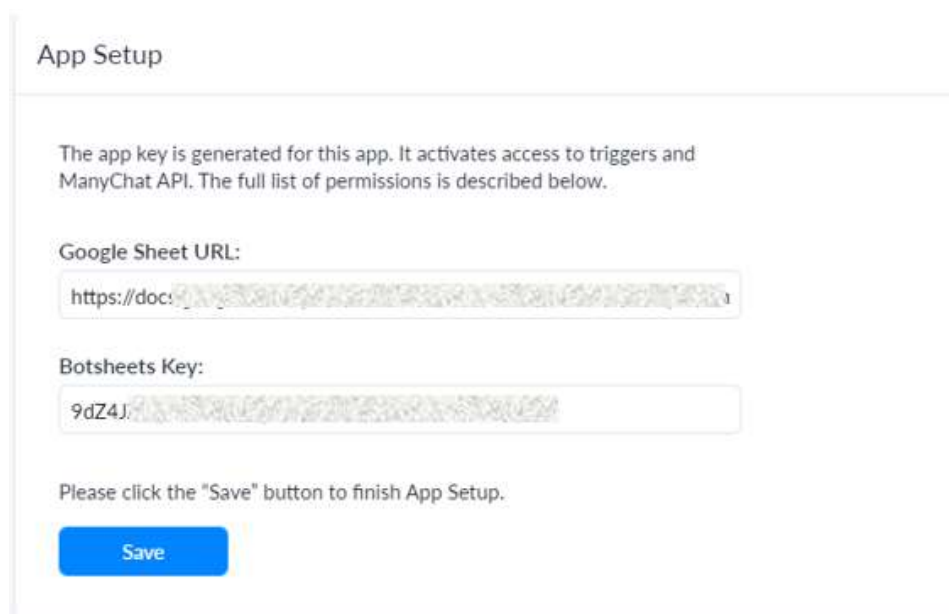 App Setup
The app key is generated for this app. It activates access to triggers and
ManyChat API. The full list of permissions is described below.
Google Sheet URL:
https://docs
Botsheets Key:
9dZ4J
Please click the “Save” button to finish App Setup.
Save